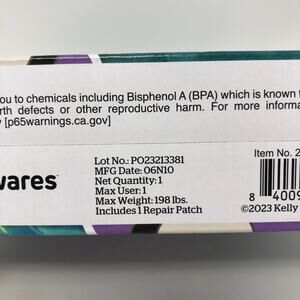 ou to chemicals including Bisphenol A (BPA) which is known
rth defects or other reproductive harm. For more informa
[p65warnings.ca.gov]
wares
Lot No.: PO23213381
MFG Date: 06N10
Net Quantity: 1
Max User: 1
Max Weight: 198 lbs.
Includes 1 Repair Patch
Item No. 2
8 4009
©2023 Kelly